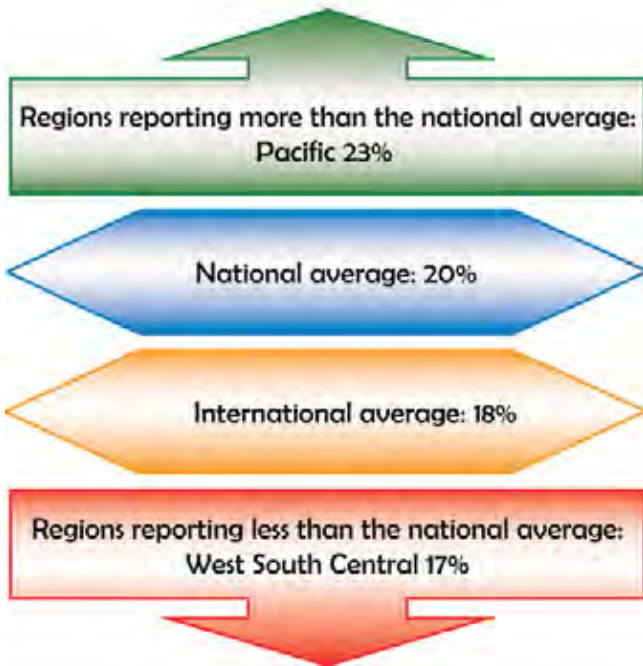 Regions reporting more than the national average:
Pacific 23%
National average: 20%
International average: 18%
Regions reporting less than the national average:
West South Central 17%